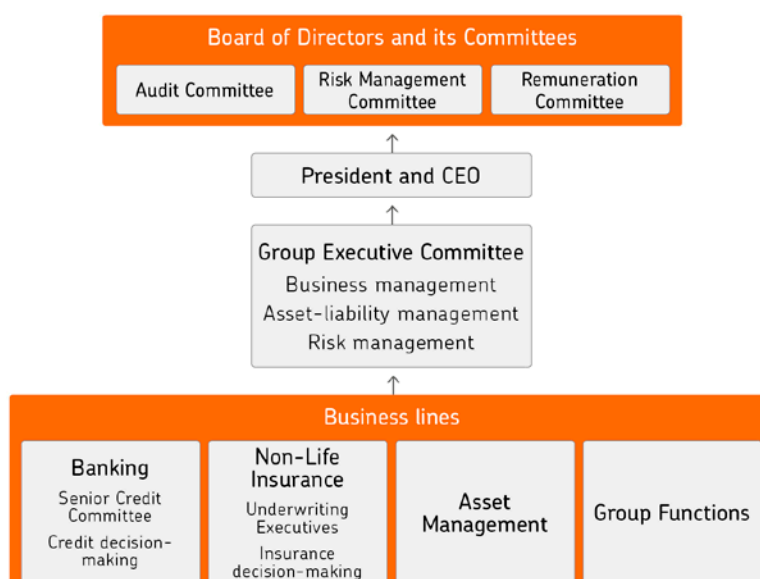 Board of Directors and its Committees
Audit Committee
Risk Management
Committee
Remuneration
Committee
President and CEO
Group Executive Committee
Business management
Asset-liability management
Risk management
Business lines
Banking
Senior Credit
Committee
Credit decision-
making
Non-Life
Insurance
Underwriting
Executives
Insurance
decision-making
Asset
Management
Group Functions